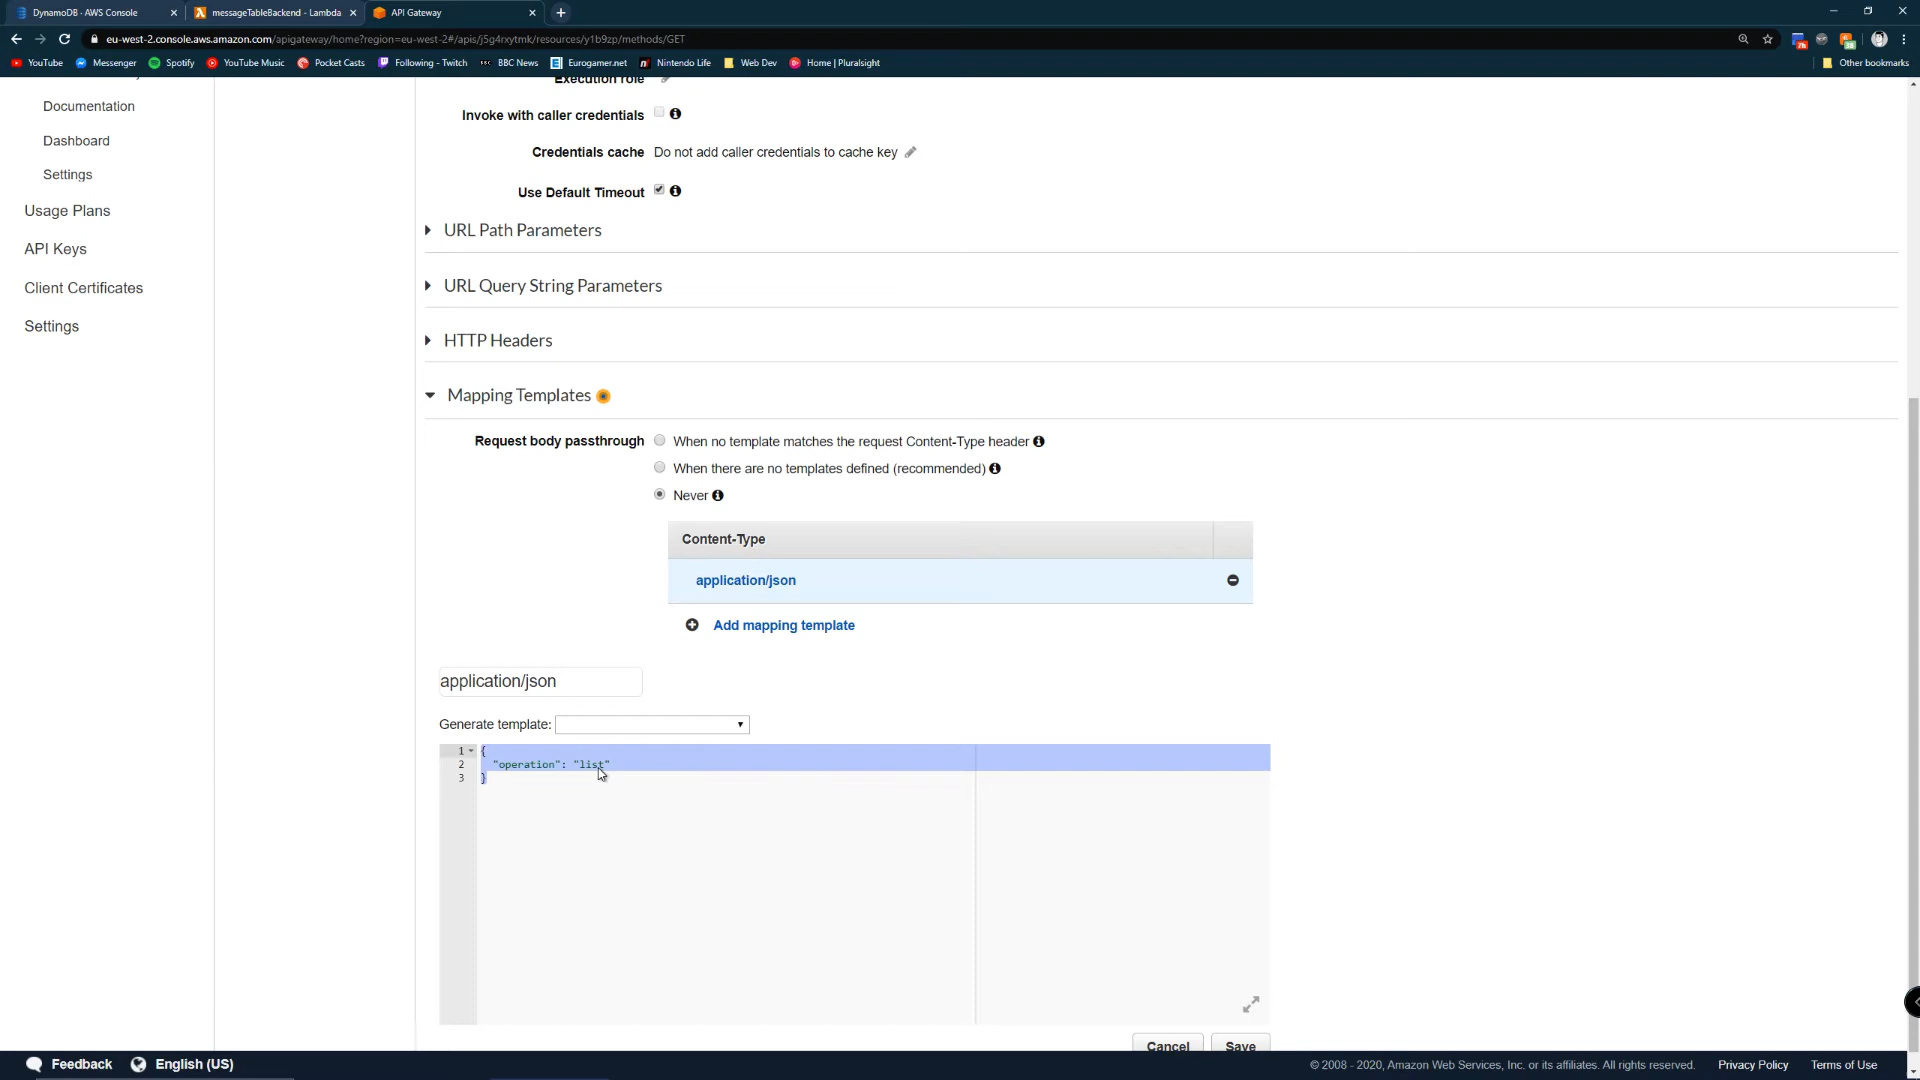 DynamoDB · AWS Console
messageTableBackend - Lambda
API Gateway
eu-west-2.console.aws.amazon.com/apigateway/home?region=eu-west-2#/apis/j5g4rxytmk/resources/y1b9zp/methods/GET
YouTube
Messenger
Spotify
YouTube Music
Pocket Casts
Following - Twitch
BBC News
Eurogamer.net
Nintendo Life
Web Dev
Home | Pluralsight
Other bookmarks
Documentation
Dashboard
Settings
Usage Plans
API Keys
Client Certificates
Settings
Execution role
Invoke with caller credentials
Credentials cache Do not add caller credentials to cache key
Use Default Timeout
URL Path Parameters
URL Query String Parameters
HTTP Headers
Mapping Templates
Request body passthrough When no template matches the request Content-Type header
When there are no templates defined (recommended)
Never
Content-Type
application/json
Add mapping template
application/json
Generate template:
1 {
2 "operation": "list"
3 }
Cancel Save
Feedback English (US)
© 2008 - 2020, Amazon Web Services, Inc. or its affiliates. All rights reserved. Privacy Policy Terms of Use